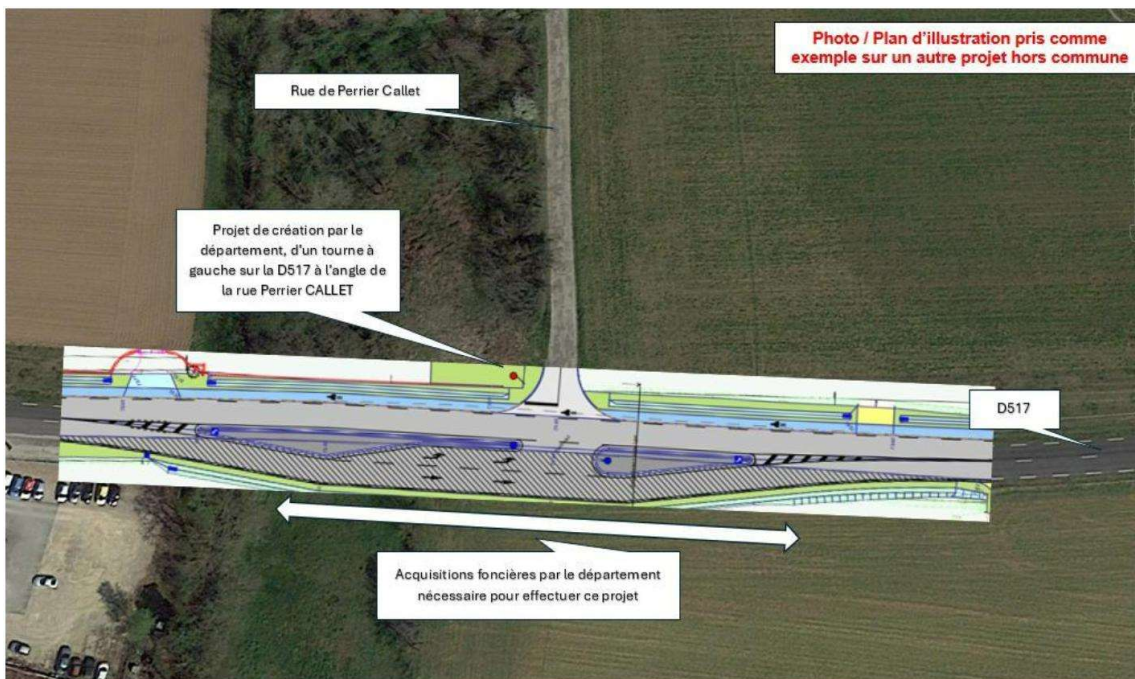 Photo / Plan d'illustration pris comme
exemple sur un autre projet hors commune
Rue de Perrier Callet
Projet de création par le
département, d'un tourne à
gauche sur la D517 à l'angle de
la rue Perrier CALLET
D517
Acquisitions foncières par le département
nécessaire pour effectuer ce projet